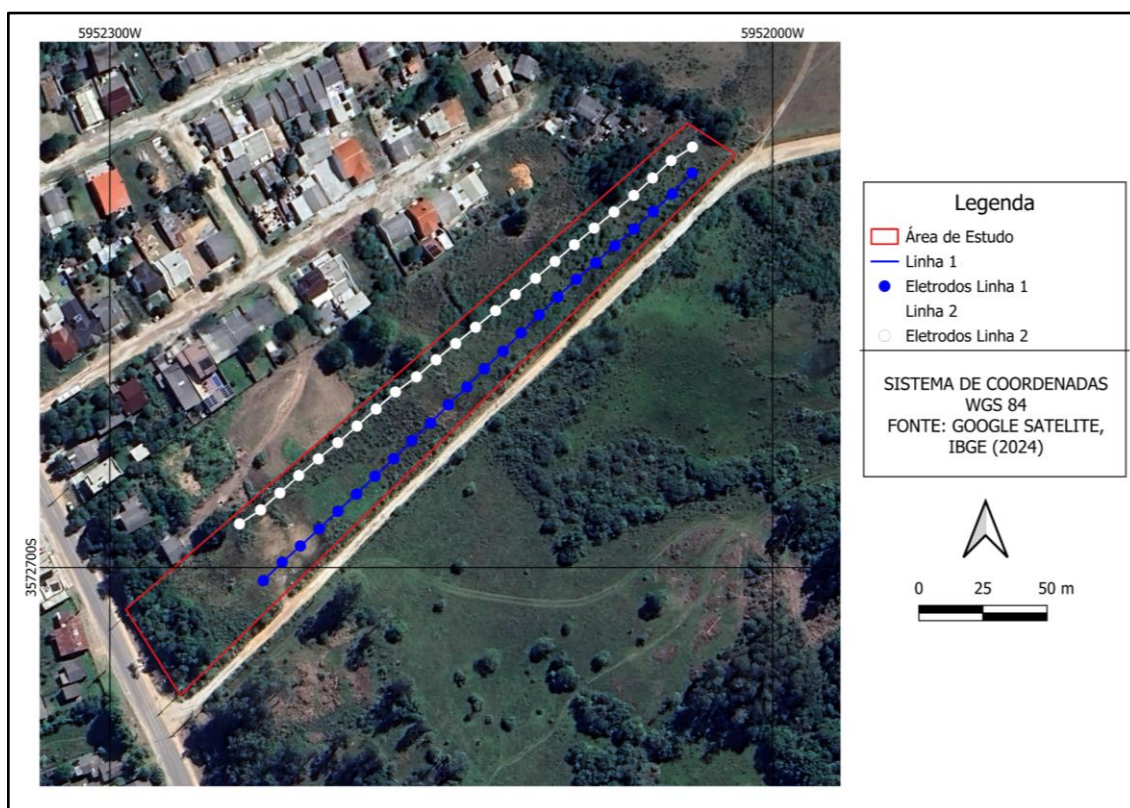 5952300W
5952000W
3572700S
Legenda
Área de Estudo
Linha 1
Eletrodos Linha 1
Linha 2
Eletrodos Linha 2
SISTEMA DE COORDENADAS
WGS 84
FONTE: GOOGLE SATELITE,
IBGE (2024)
0 25 50 m